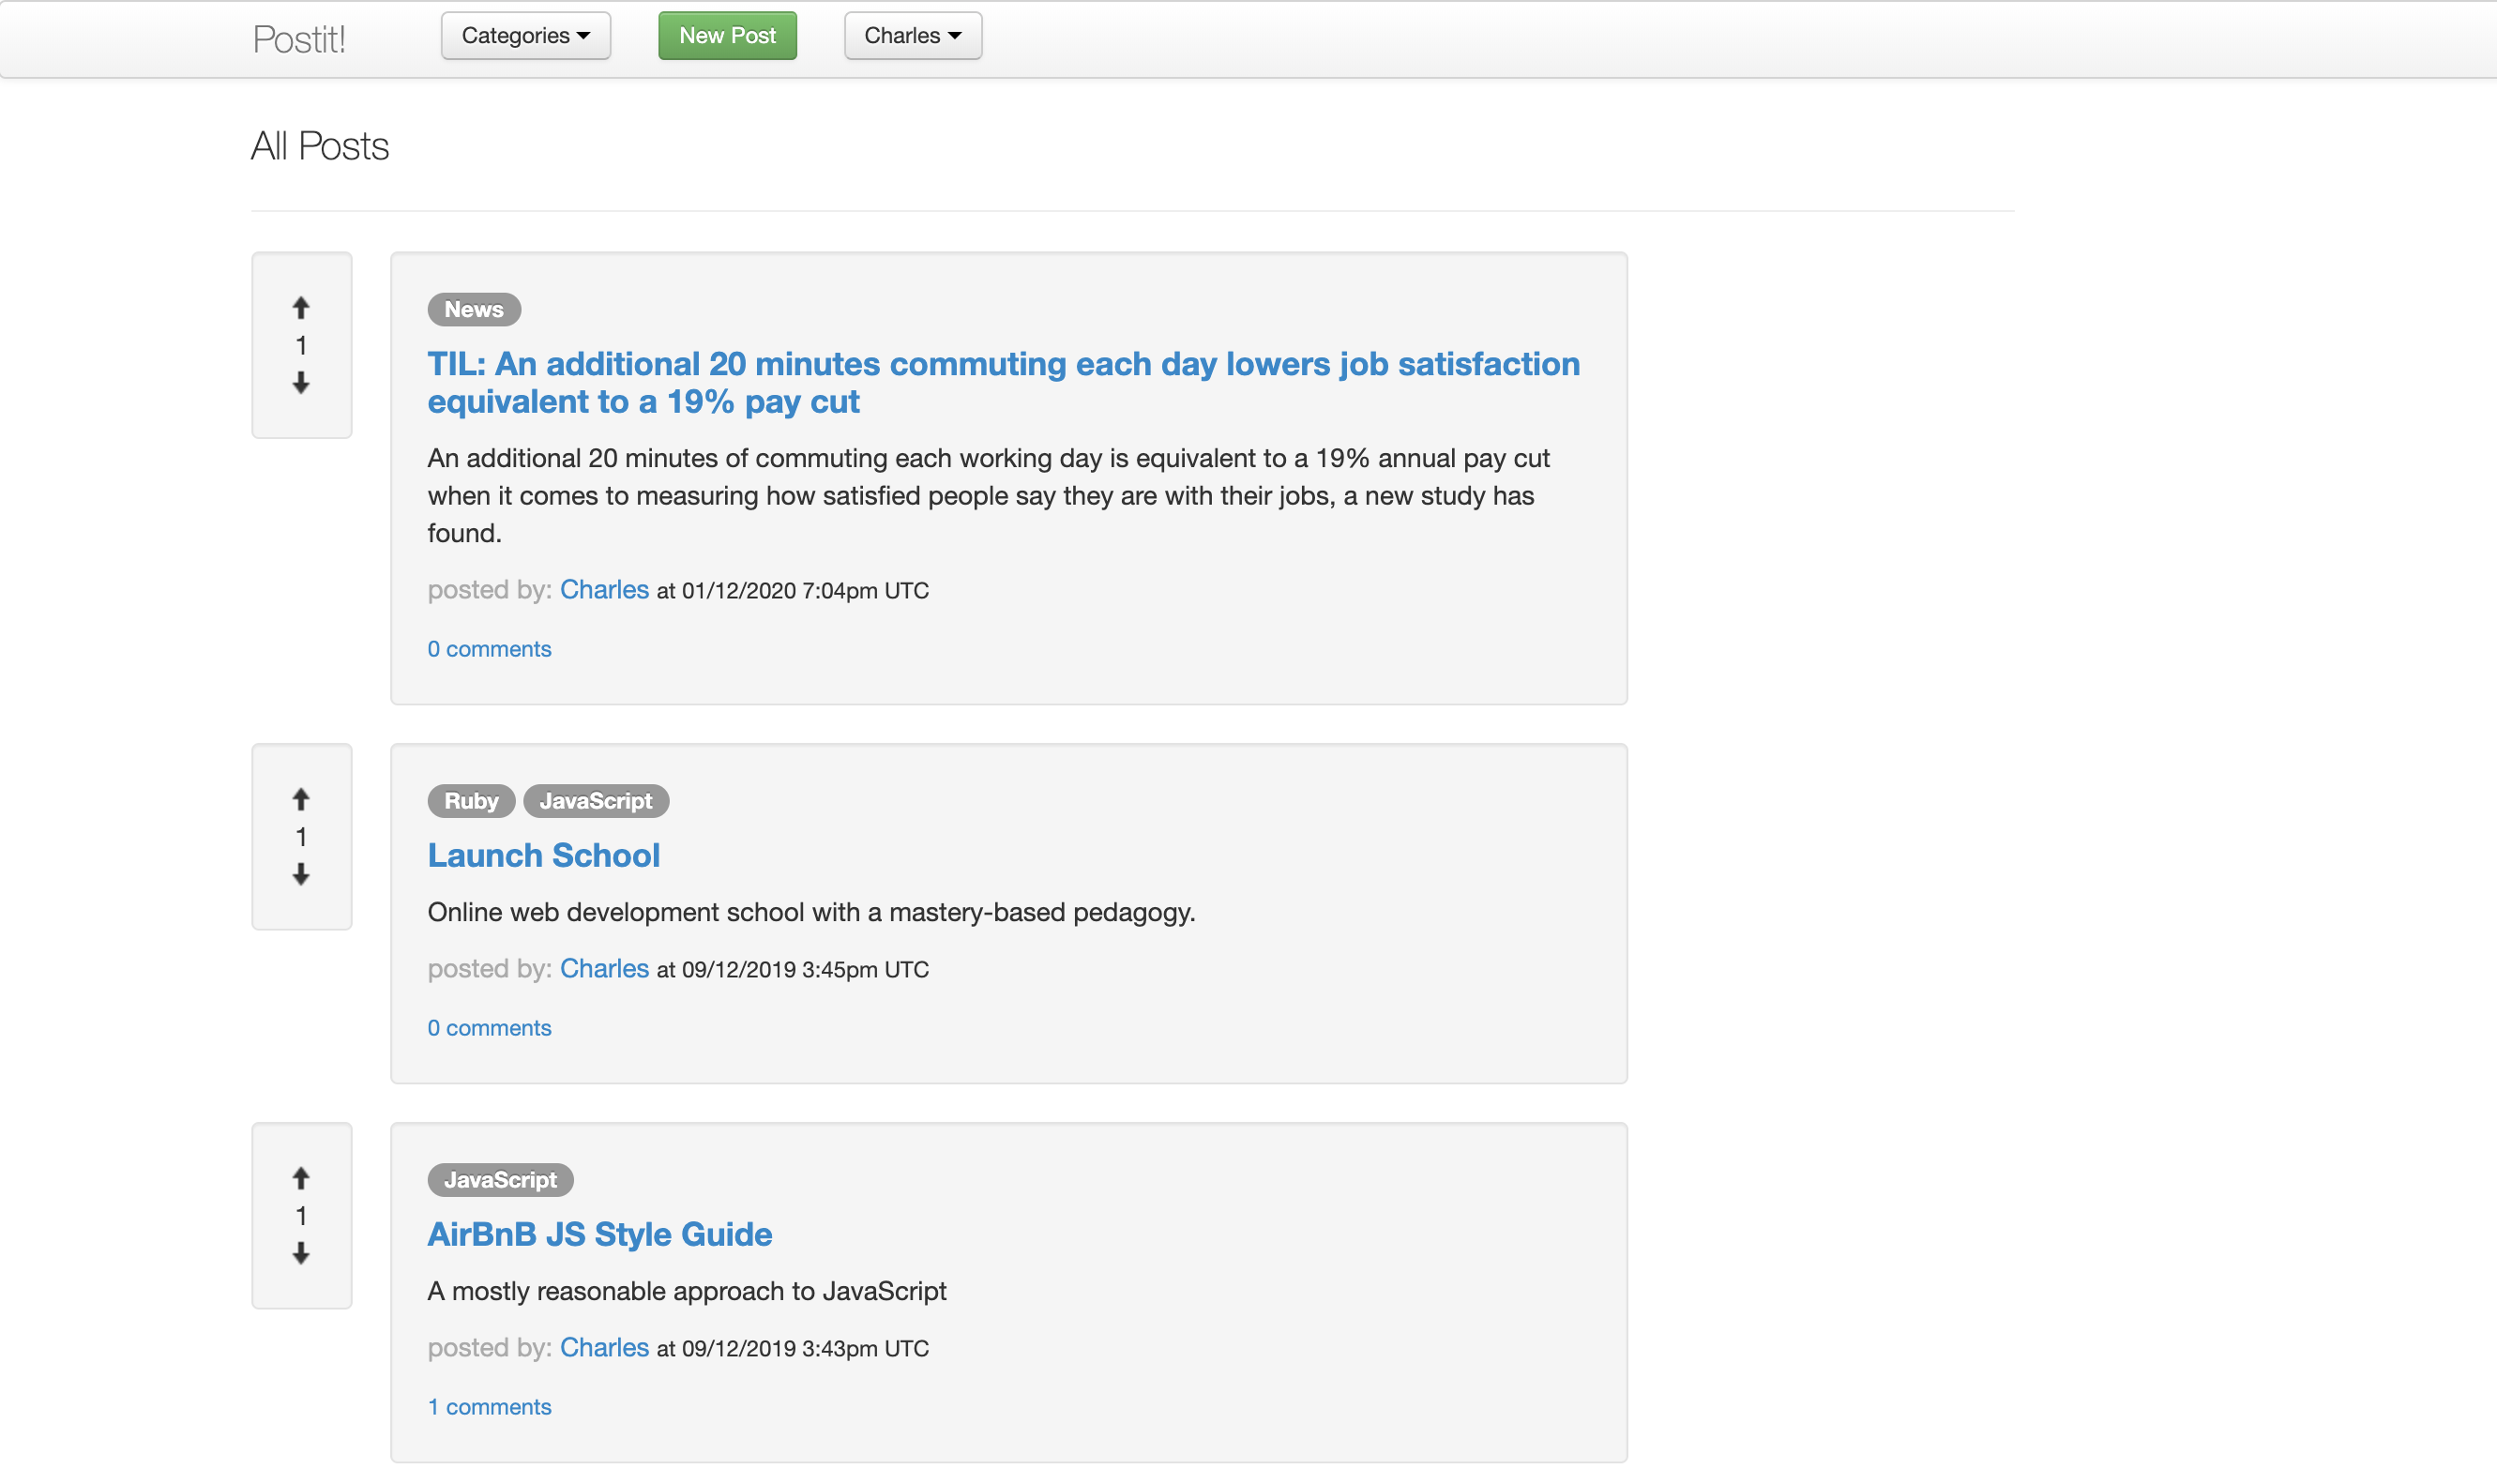 Postit!
Categories
New Post
Charles
All Posts
1
News
TIL: An additional 20 minutes commuting each day lowers job satisfaction
equivalent to a 19% pay cut
An additional 20 minutes of commuting each working day is equivalent to a 19% annual pay cut
when it comes to measuring how satisfied people say they are with their jobs, a new study has
found.
posted by: Charles at 01/12/2020 7:04pm UTC
0 comments
1
Ruby JavaScript
Launch School
Online web development school with a mastery-based pedagogy.
posted by: Charles at 09/12/2019 3:45pm UTC
0 comments
1
JavaScript
AirBnB JS Style Guide
A mostly reasonable approach to JavaScript
posted by: Charles at 09/12/2019 3:43pm UTC
1 comments